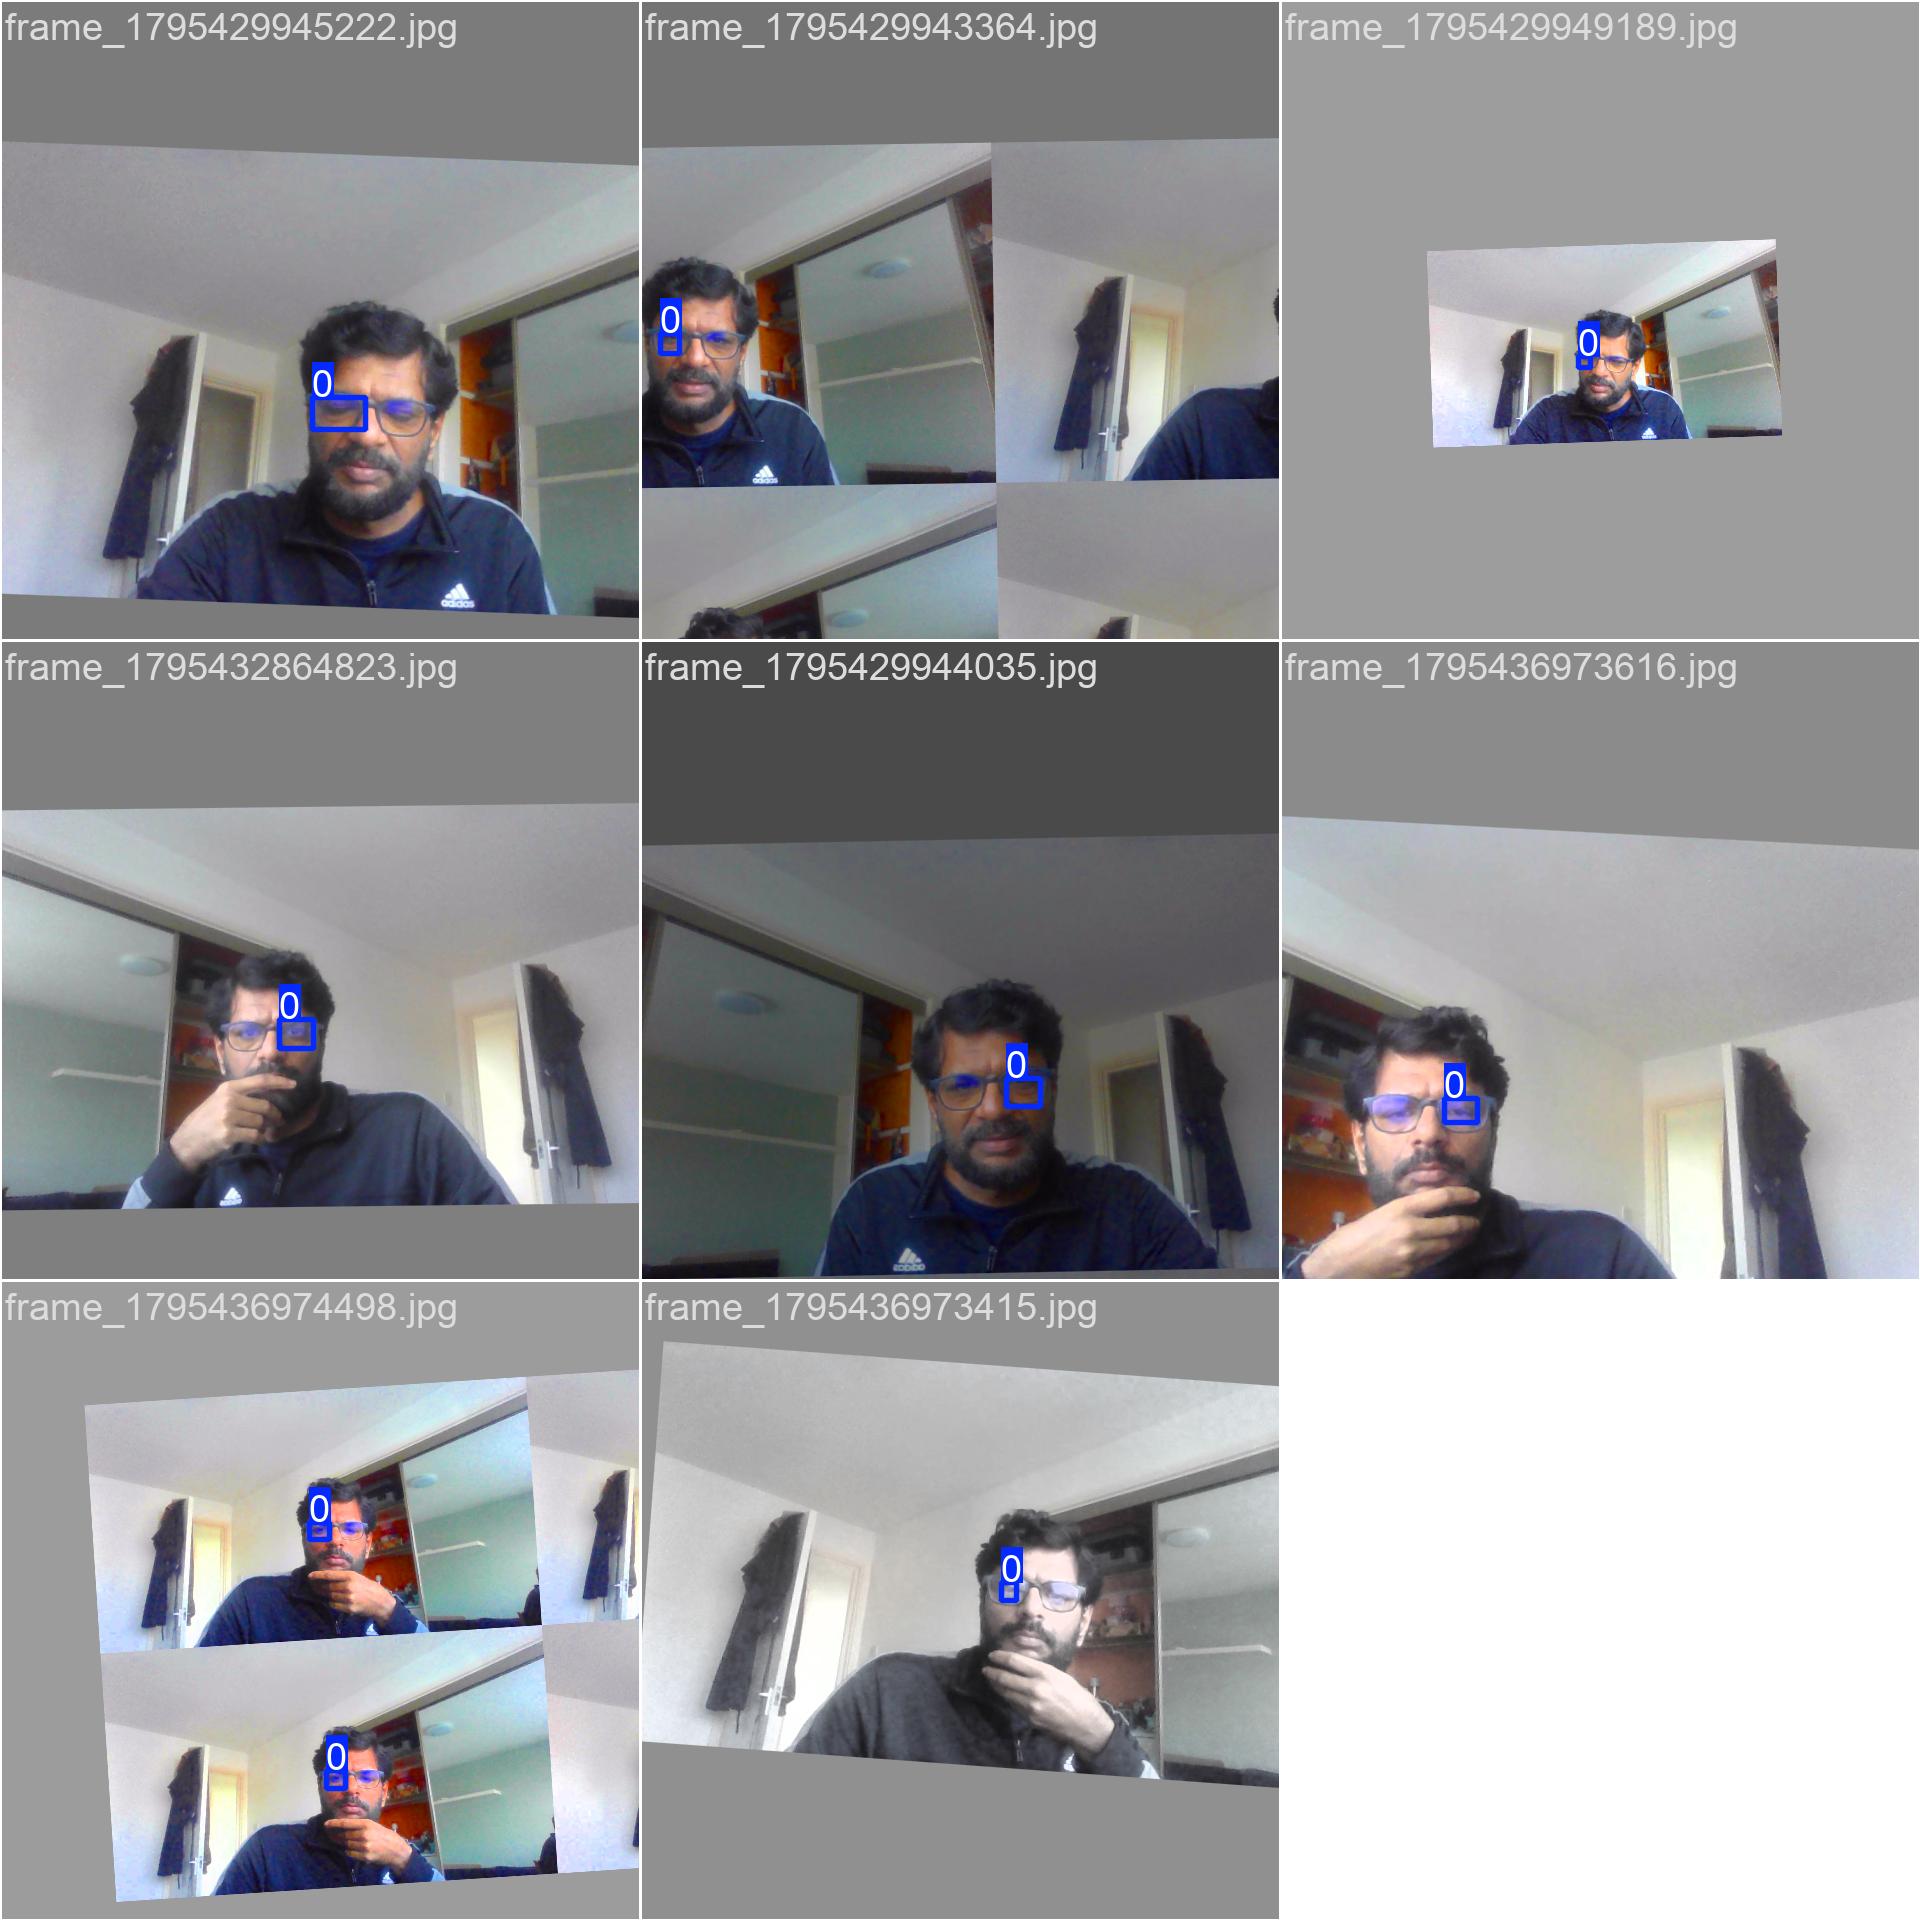 frame_1795429945222.jpg
frame_1795429943364.jpg
frame_1795429949189.jpg
0
0
0
adidas
adidas
frame_1795432864823.jpg
frame_1795429944035.jpg
frame_1795436973616.jpg
0
0
0
frame_1795436974498.jpg
frame_1795436973415.jpg
0
0
0